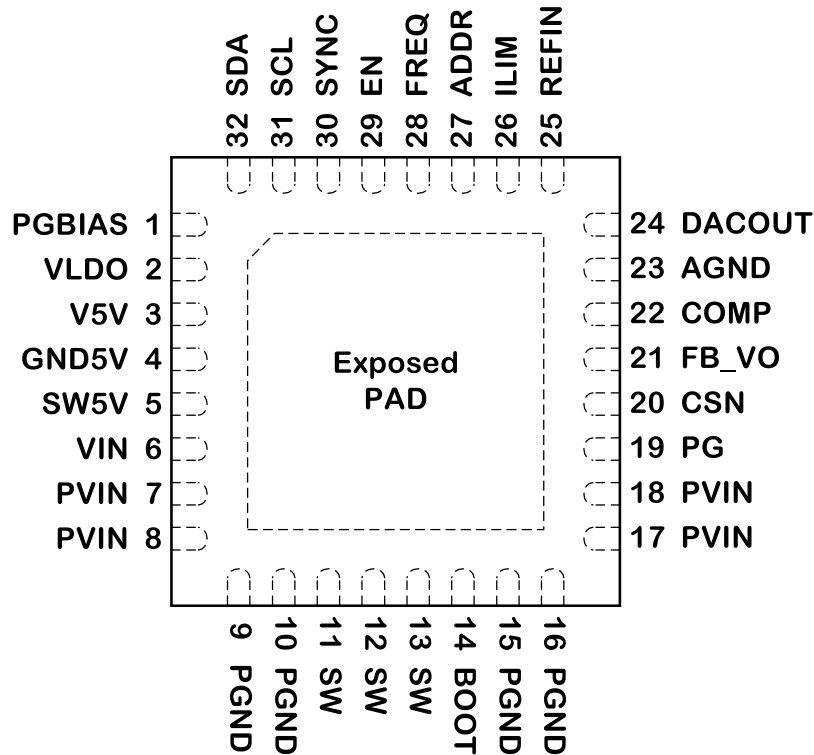 32 SDA
31 SCL
30 SYNC
29 EN
28 FREQ
27 ADDR
26 ILIM
25 REFIN
PGBIAS 1
VLDO 2
V5V 3
GND5V 4
SW5V 5
VIN 6
PVIN 7
PVIN 8
Exposed
PAD
24 DACOUT
23 AGND
22 COMP
21 FB_VO
20 CSN
19 PG
18 PVIN
17 PVIN
9 PGND
10 PGND
11 SW
12 SW
13 SW
14 BOOT
15 PGND
16 PGND